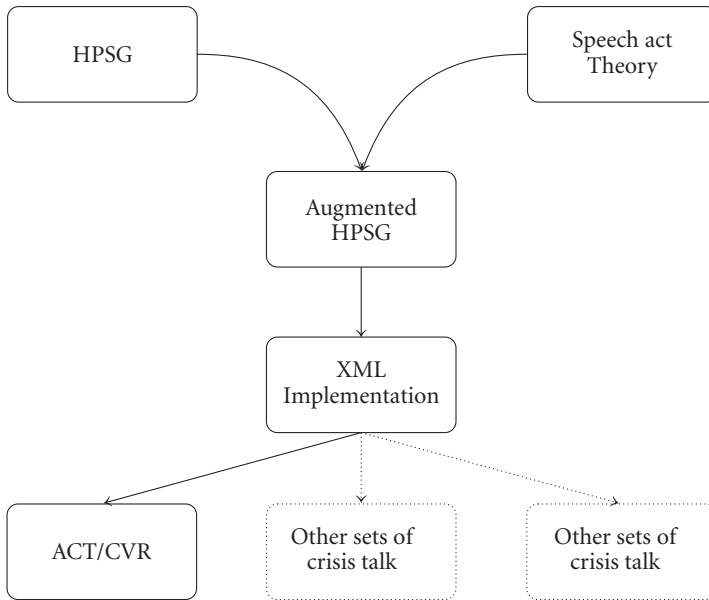 HPSG
Speech act
Theory
Augmented
HPSG
XML
Implementation
ACT/CVR
Other sets of
crisis talk
Other sets of
crisis talk